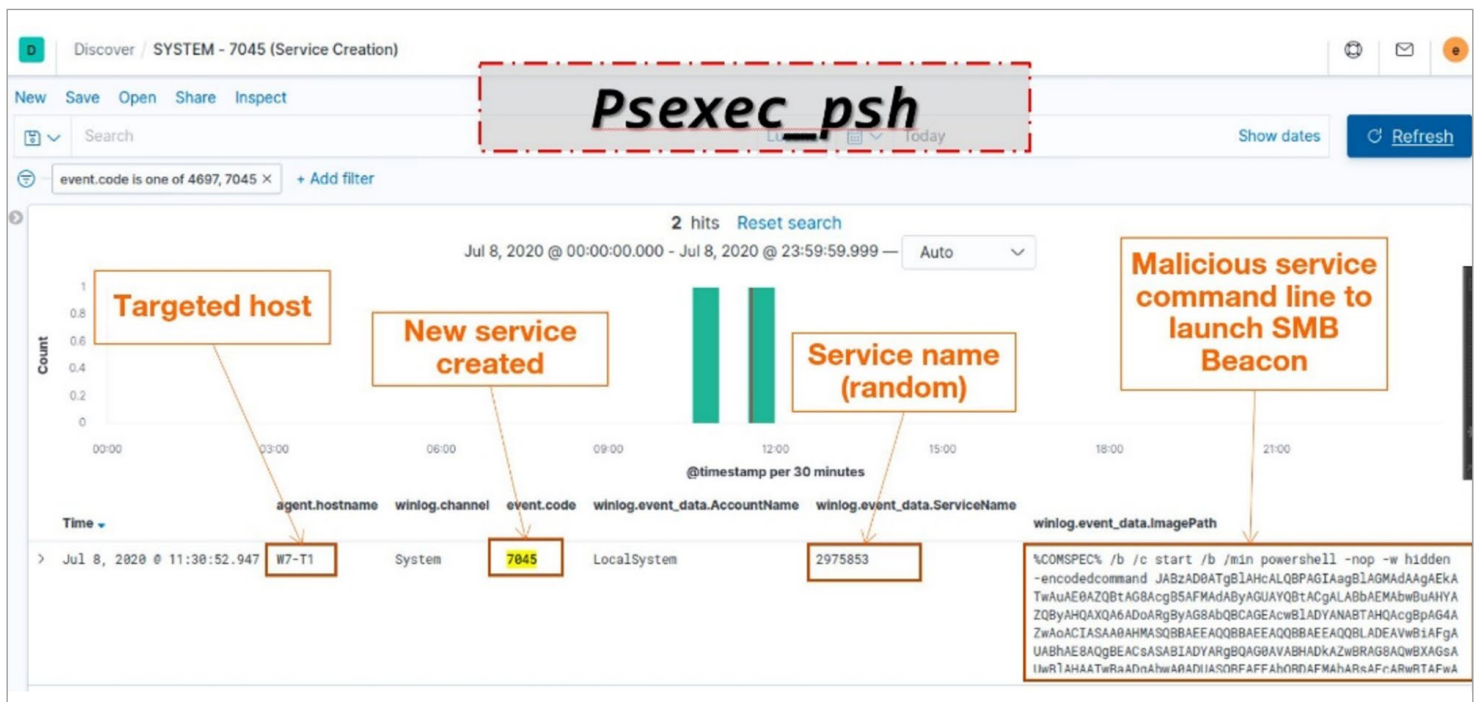 D Discover / SYSTEM - 7045 (Service Creation) e
Psexec_psh
New Save Open Share Inspect
Search Today Show dates Refresh
event.code is one of 4697, 7045 × + Add filter
2 hits Reset search
Jul 8, 2020 @ 00:00:00.000 - Jul 8, 2020 @ 23:59:59.999 — Auto
Targeted host
New service
created
Service name
(random)
Malicious service
command line to
launch SMB
Beacon
Count
1
0.8
0.6
0.4
0.2
0
00:00 03:00 06:00 09:00 12:00 15:00 18:00 21:00
@timestamp per 30 minutes
Time agent.hostname winlog.channel event.code winlog.event_data.AccountName winlog.event_data.ServiceName winlog.event_data.ImagePath
Jul 8, 2020 @ 11:30:52.947 W7-T1 System 7045 LocalSystem 2975853
%COMSPEC% /b /c start /b /min powershell -nop -w hidden
-encodedcommand